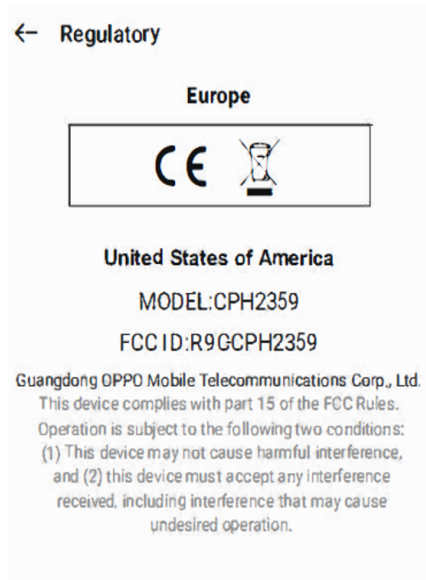 Regulatory
Europe
CE
United States of America
MODEL:CPH2359
FCC ID:R9GCPH2359
Guangdong OPPO Mobile Telecommunications Corp., Ltd.
This device complies with part 15 of the FCC Rules.
Operation is subject to the following two conditions:
(1) This device may not cause harmful interference,
and (2) this device must accept any interference
received, including interference that may cause
undesired operation.